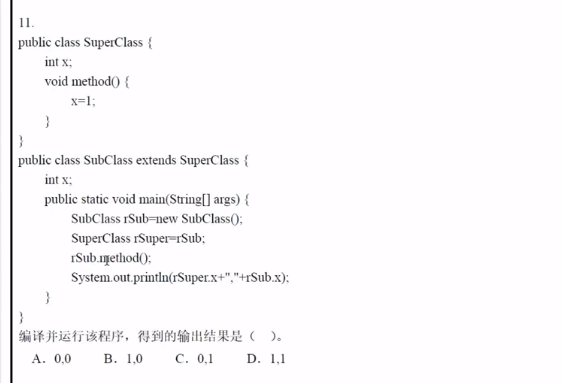 11.
public class SuperClass {
int x;
void method() {
x=1;
}
}
public class SubClass extends SuperClass {
int x;
public static void main(String[] args) {
SubClass rSub=new SubClass();
SuperClass rSuper=rSub;
rSub.method();
System.out.println(rSuper.x+","+rSub.x);
}
}
编译并运行该程序，得到的输出结果是（　）。
A．0,0　B．1,0　C．0,1　D．1,1